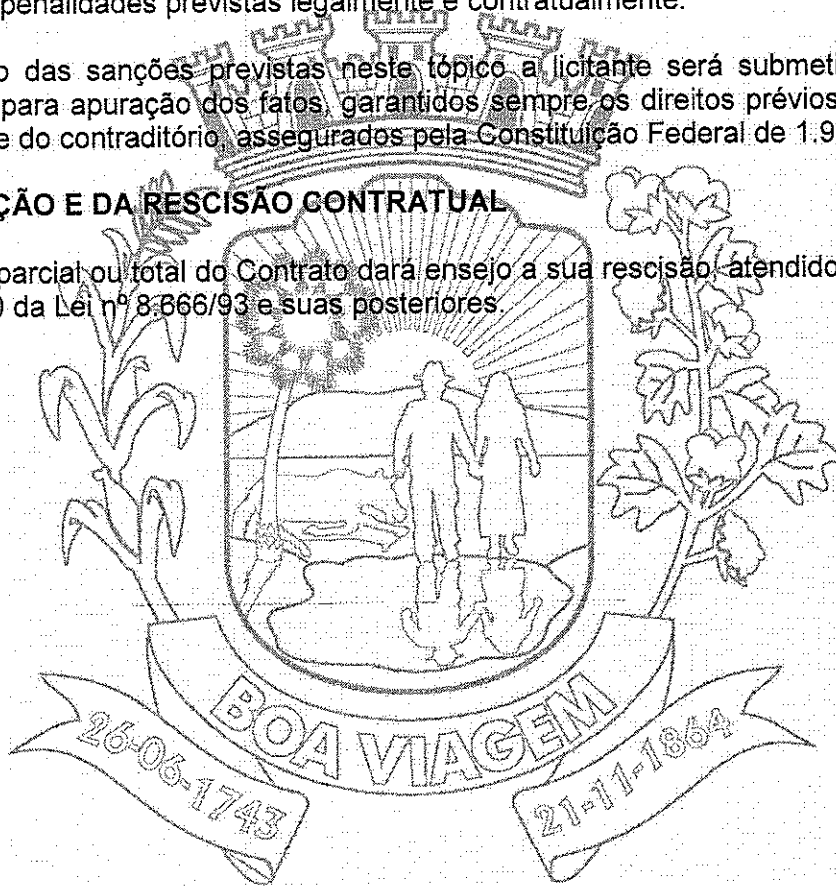 penalidades previstas legalmente e contratualmente.
o das sanções previstas neste tópico a licitante será submeti
para apuração dos fatos, garantidos sempre os direitos prévios
e do contraditório, assegurados pela Constituição Federal de 1.9
ÇÃO E DA RESCISÃO CONTRATUAL
parcial ou total do Contrato dará ensejo a sua rescisão, atendido
da Lei nº 8.666/93 e suas posteriores.
BOA VIAGEM
26-06-1743
21-11-1864